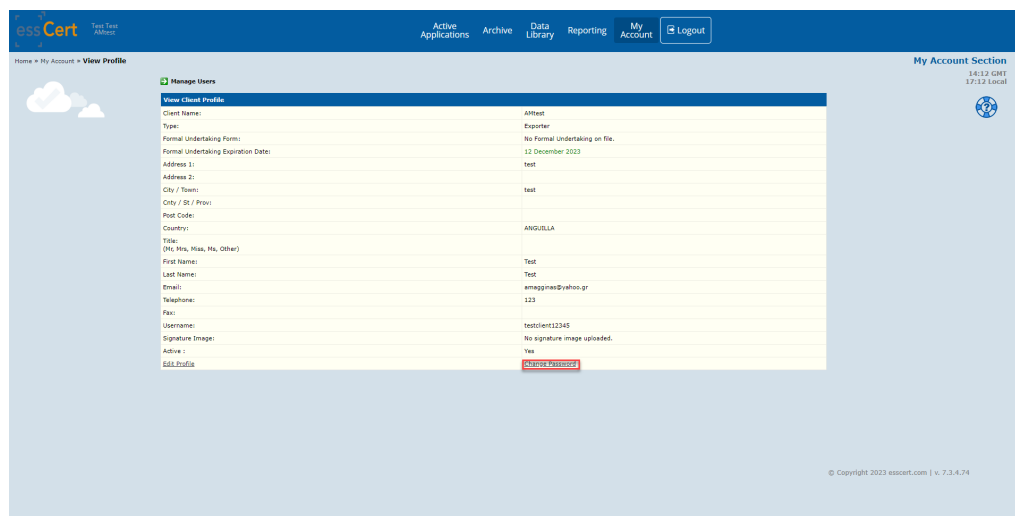 essCert
Test Test
AMtest
Active Applications
Archive
Data Library
Reporting
My Account
Logout
Home » My Account » View Profile
My Account Section
14:12 GMT
17:12 Local
Manage Users
View Client Profile
Client Name: AMtest
Type: Exporter
Formal Undertaking Form: No Formal Undertaking on file.
Formal Undertaking Expiration Date: 12 December 2023
Address 1: test
Address 2:
City / Town: test
Cnty / St / Prov:
Post Code:
Country: ANGUILLA
Title:
(Mr, Mrs, Miss, Ms, Other)
First Name: Test
Last Name: Test
Email: amagginas@yahoo.gr
Telephone: 123
Fax:
Username: testclient12345
Signature Image: No signature image uploaded.
Active : Yes
Edit Profile Change Password
© Copyright 2023 esscert.com | v. 7.3.4.74